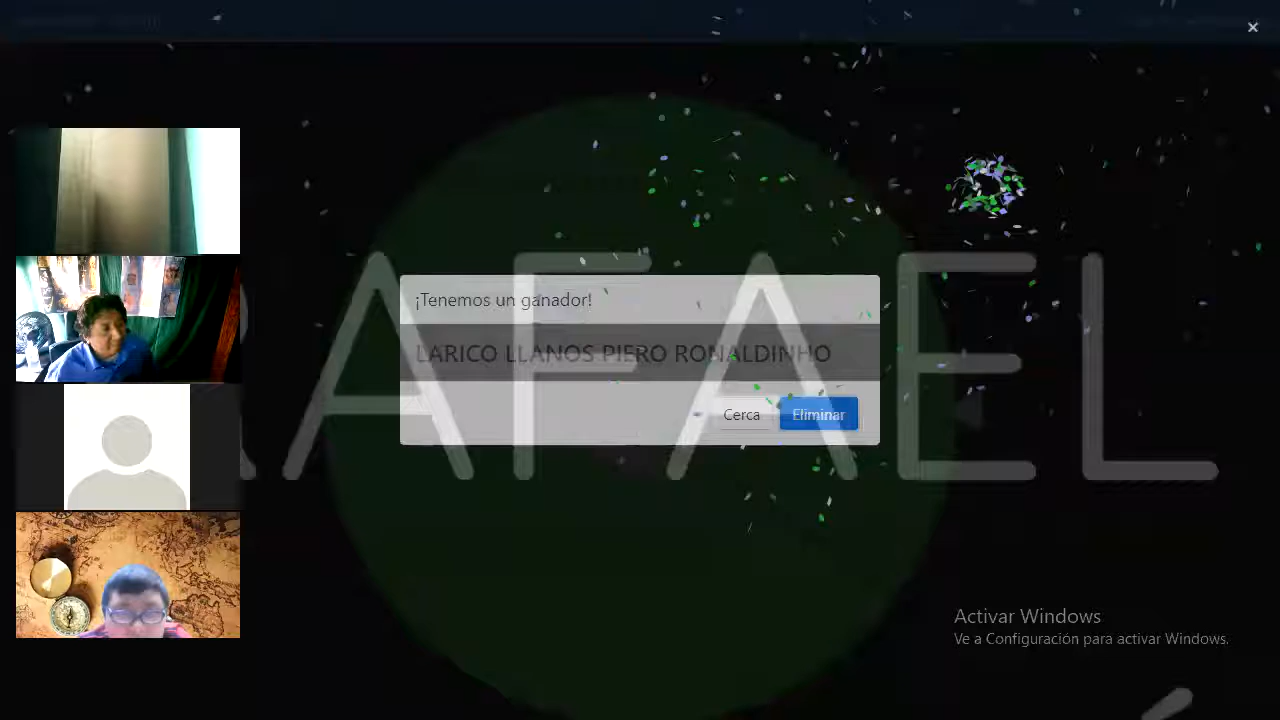 ¡Tenemos un ganador!
LARICO LLANOS PIERO RONALDINHO
RAFAEL
Cerca
Eliminar
Activar Windows
Ve a Configuración para activar Windows.